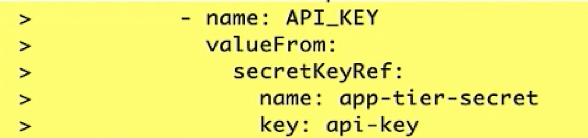 >             - name: API_KEY
>               valueFrom:
>                 secretKeyRef:
>                   name: app-tier-secret
>                   key: api-key